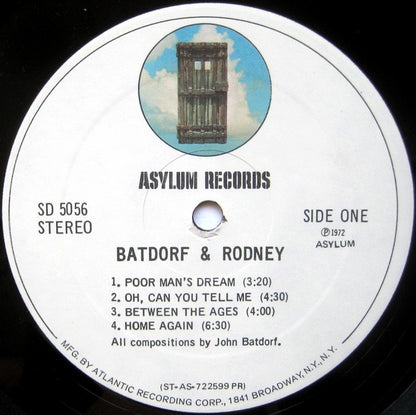 ASYLUM RECORDS
SD 5056
STEREO
SIDE ONE
Ⓟ1972
ASYLUM
BATDORF & RODNEY
1. POOR MAN'S DREAM (3:20)
2. OH, CAN YOU TELL ME (4:30)
3. BETWEEN THE AGES (4:00)
4. HOME AGAIN (6:30)
All compositions by John Batdorf.
(ST-AS-722599 PR)
MFG. BY ATLANTIC RECORDING CORP., 1841 BROADWAY, N.Y., N.Y.